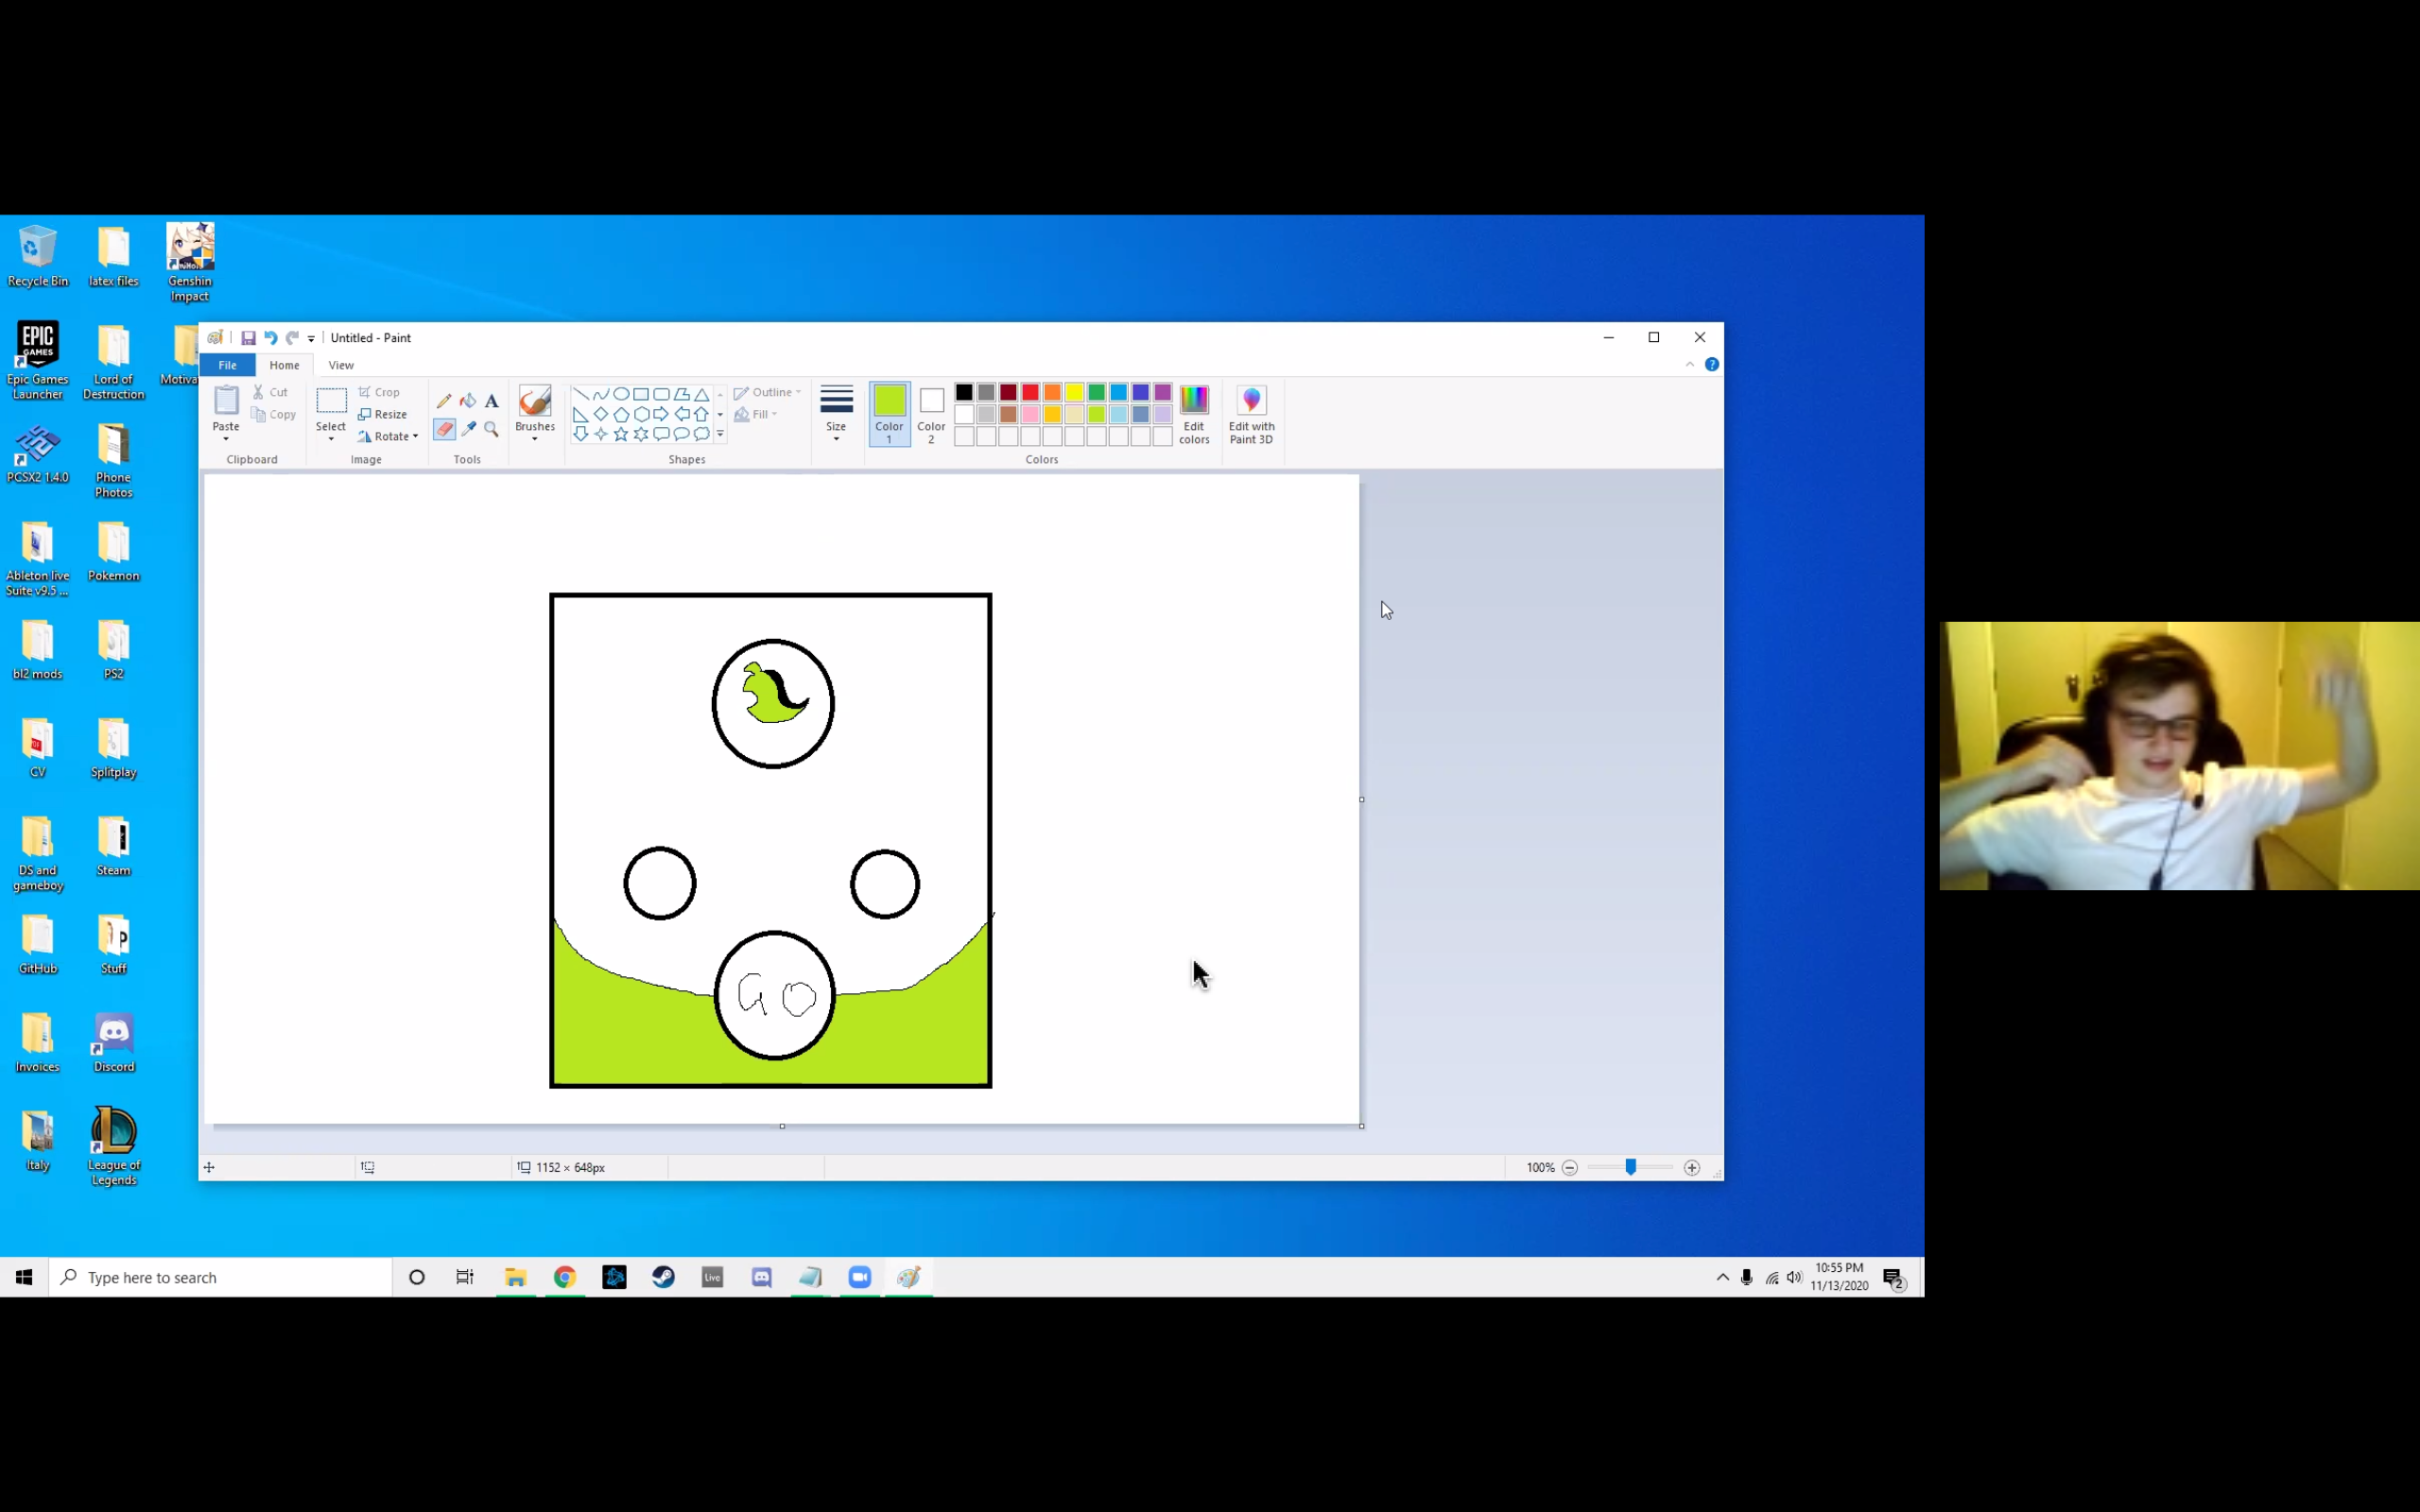 Recycle Bin
latex files
Genshin
Impact
EPIC
GAMES
Epic Games
Launcher
Lord of
Destruction
Motiva
PCSX2 1.4.0
Phone
Photos
Ableton live
Suite v9.5 ...
Pokemon
bl2 mods
PS2
CV
Splitplay
DS and
gameboy
Steam
GitHub
Stuff
Invoices
Discord
Italy
League of
Legends
Untitled - Paint
File
Home
View
Paste
Cut
Copy
Clipboard
Select
Crop
Resize
Rotate
Image
A
Tools
Brushes
Shapes
Outline
Fill
Size
Color
1
Color
2
Colors
Edit
colors
Edit with
Paint 3D
GO
1152 × 648px
100%
Type here to search
Live
10:55 PM
11/13/2020
2